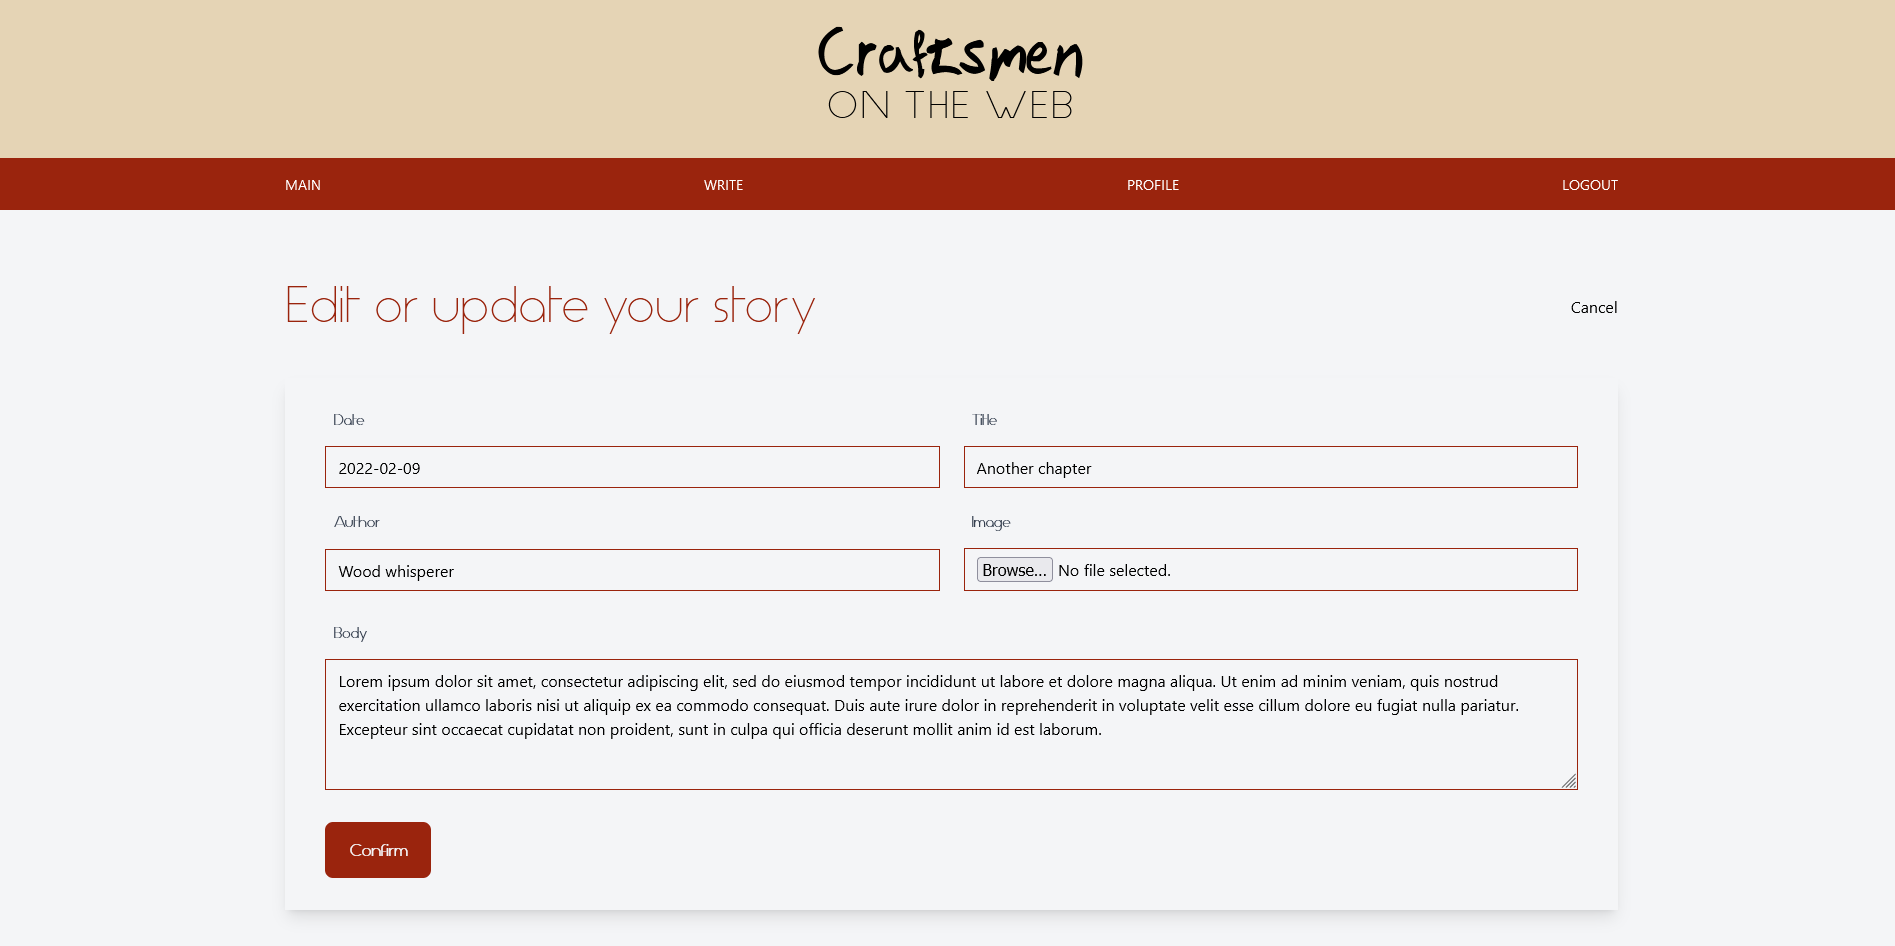 Craftsmen
ON THE WEB
MAIN
WRITE
PROFILE
LOGOUT
Edit or update your story
Cancel
Date
Title
2022-02-09
Another chapter
Author
Image
Wood whisperer
Browse... No file selected.
Body
Lorem ipsum dolor sit amet, consectetur adipiscing elit, sed do eiusmod tempor incididunt ut labore et dolore magna aliqua. Ut enim ad minim veniam, quis nostrud
exercitation ullamco laboris nisi ut aliquip ex ea commodo consequat. Duis aute irure dolor in reprehenderit in voluptate velit esse cillum dolore eu fugiat nulla pariatur.
Excepteur sint occaecat cupidatat non proident, sunt in culpa qui officia deserunt mollit anim id est laborum.
Confirm